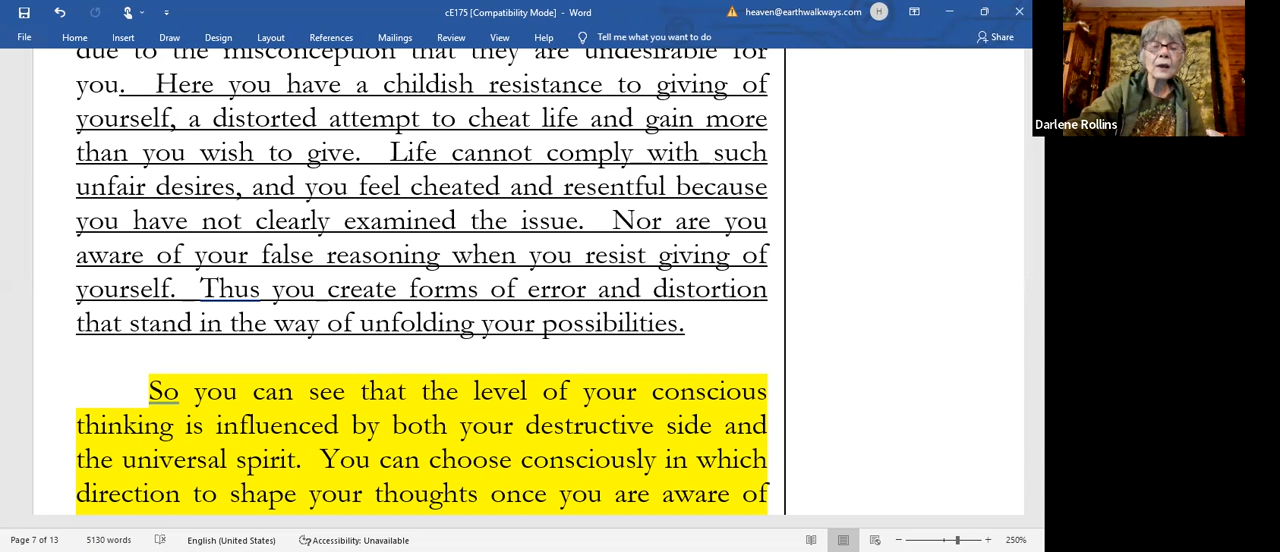 cE175 [Compatibility Mode] - Word
heaven@earthwalkways.com
H
File Home Insert Draw Design Layout References Mailings Review View Help Tell me what you want to do Share
due to the misconception that they are undesirable for
you. Here you have a childish resistance to giving of
yourself, a distorted attempt to cheat life and gain more
than you wish to give. Life cannot comply with such
unfair desires, and you feel cheated and resentful because
you have not clearly examined the issue. Nor are you
aware of your false reasoning when you resist giving of
yourself. Thus you create forms of error and distortion
that stand in the way of unfolding your possibilities.
So you can see that the level of your conscious
thinking is influenced by both your destructive side and
the universal spirit. You can choose consciously in which
direction to shape your thoughts once you are aware of
Page 7 of 13 5130 words English (United States) Accessibility: Unavailable 250%
Darlene Rollins